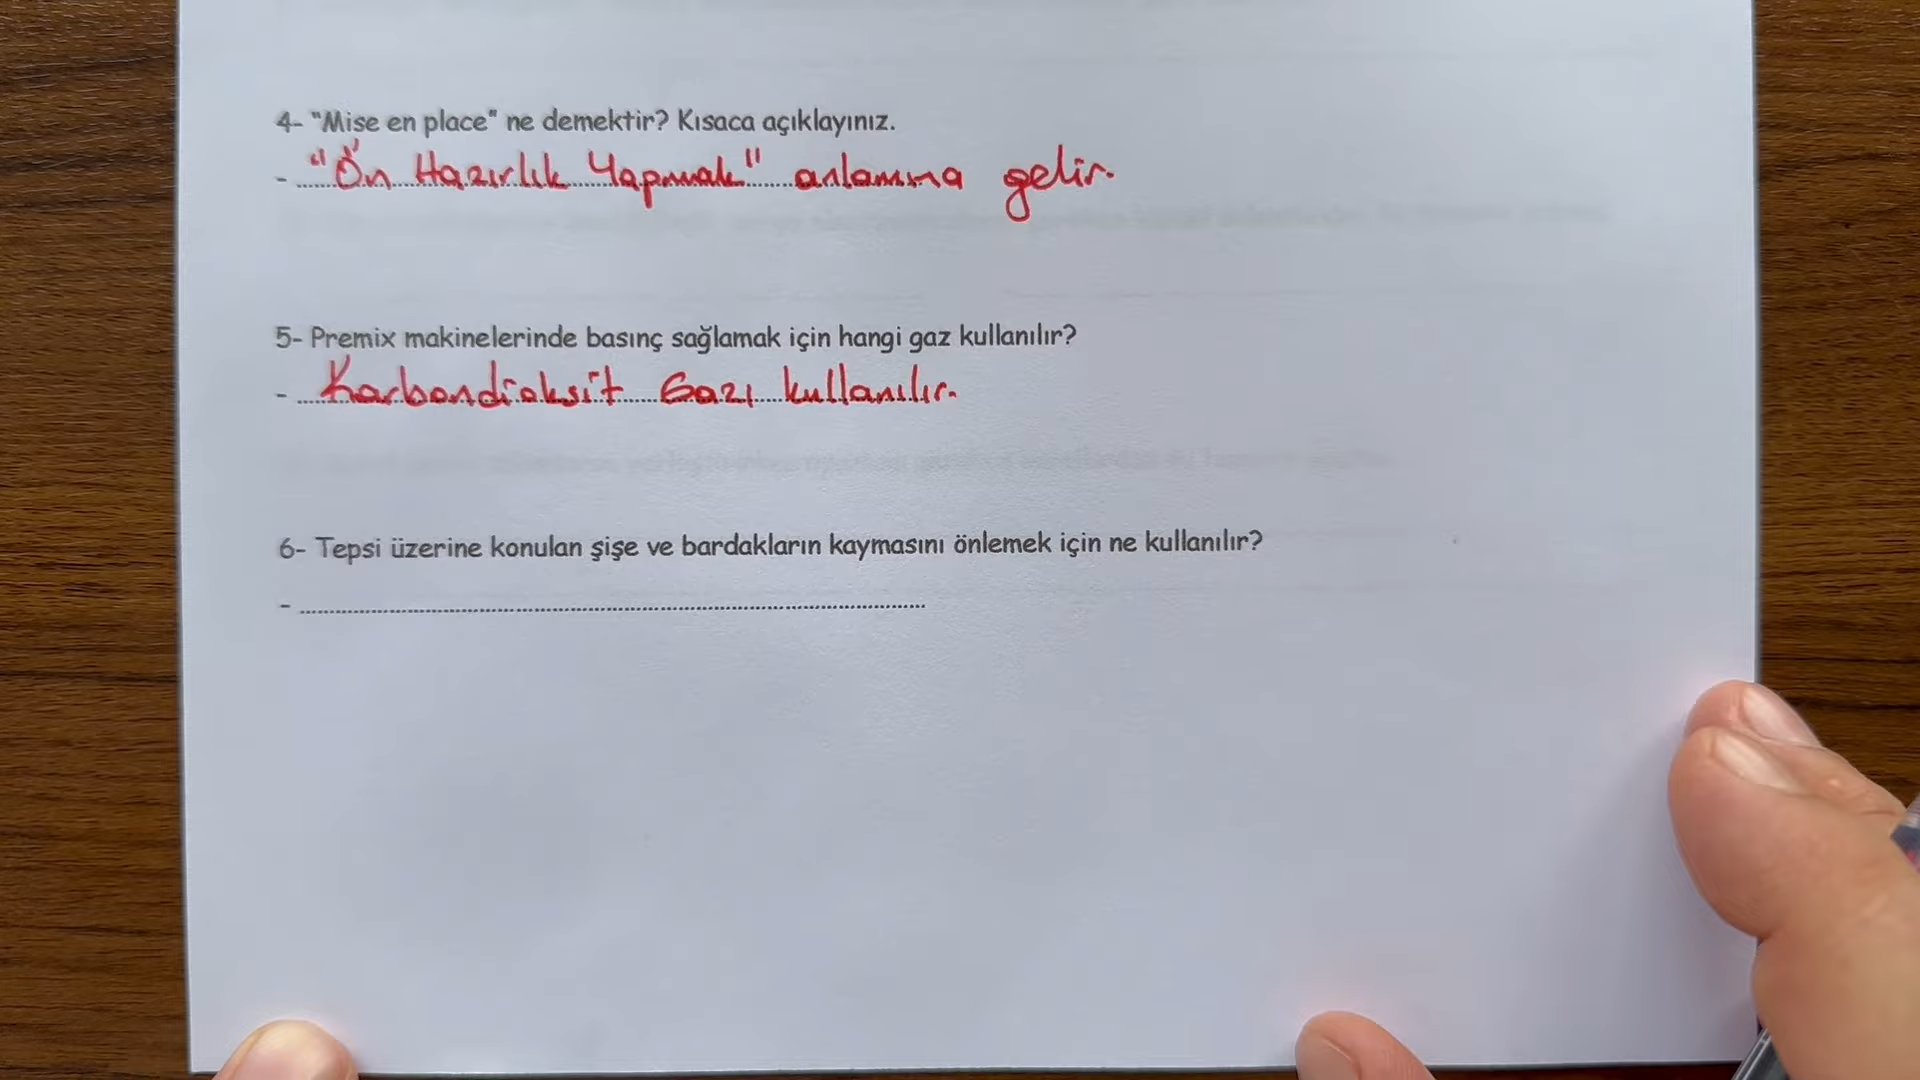 4- "Mise en place" ne demektir? Kısaca açıklayınız.
- "Ön Hazırlık Yapmak" anlamına gelir.
5- Premix makinelerinde basınç sağlamak için hangi gaz kullanılır?
- Karbondioksit Gazı kullanılır.
6- Tepsi üzerine konulan şişe ve bardakların kaymasını önlemek için ne kullanılır?
- ....................................................................................